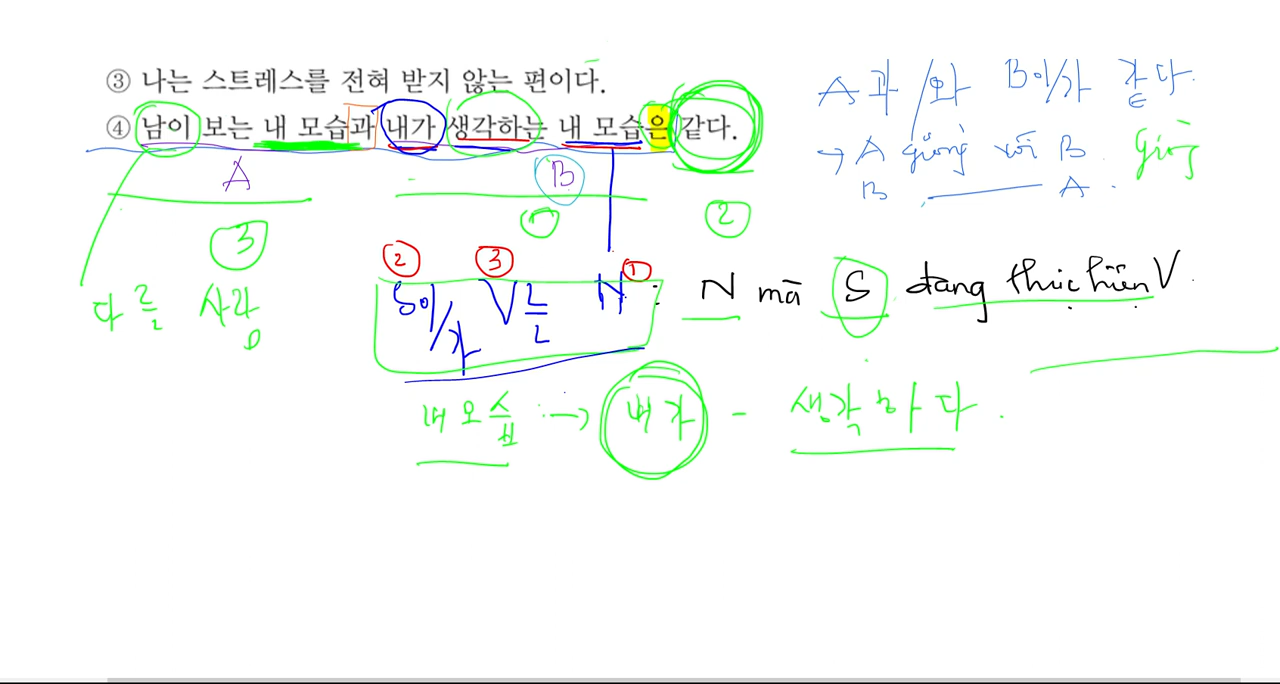 ③ 나는 스트레스를 전혀 받지 않는 편이다.
④ 남이 보는 내 모습과 내가 생각하는 내 모습은 같다.
A과/와 B이/가 같다.
→ A giống với B. giống
B — A.
A B
③ ① ②
② ③ ①
다른 사람
S이/가 V는 N : N mà S đang thực hiện V.
내 모습 → 내가 - 생각하다.